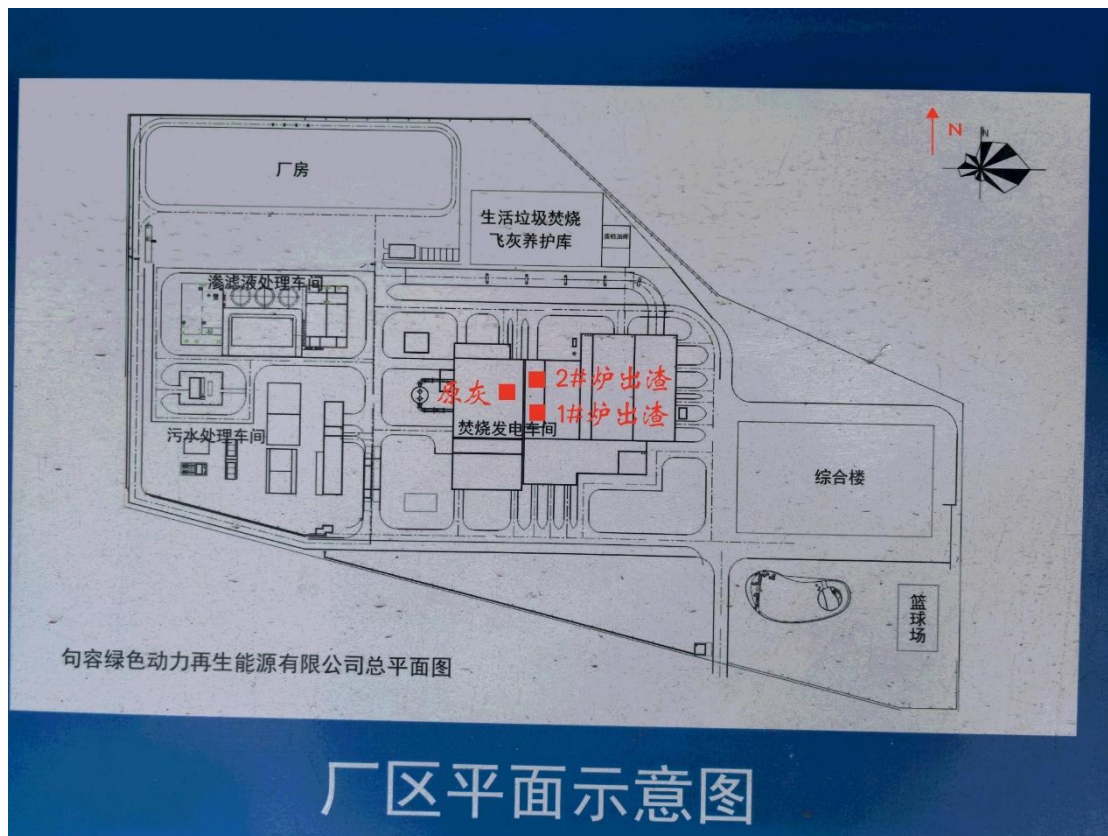 N
N
厂房
生活垃圾焚烧
飞灰养护库
渗滤液处理车间
原灰
2#炉出渣
1#炉出渣
焚烧发电车间
污水处理车间
综合楼
篮球场
句容绿色动力再生能源有限公司总平面图
厂区平面示意图